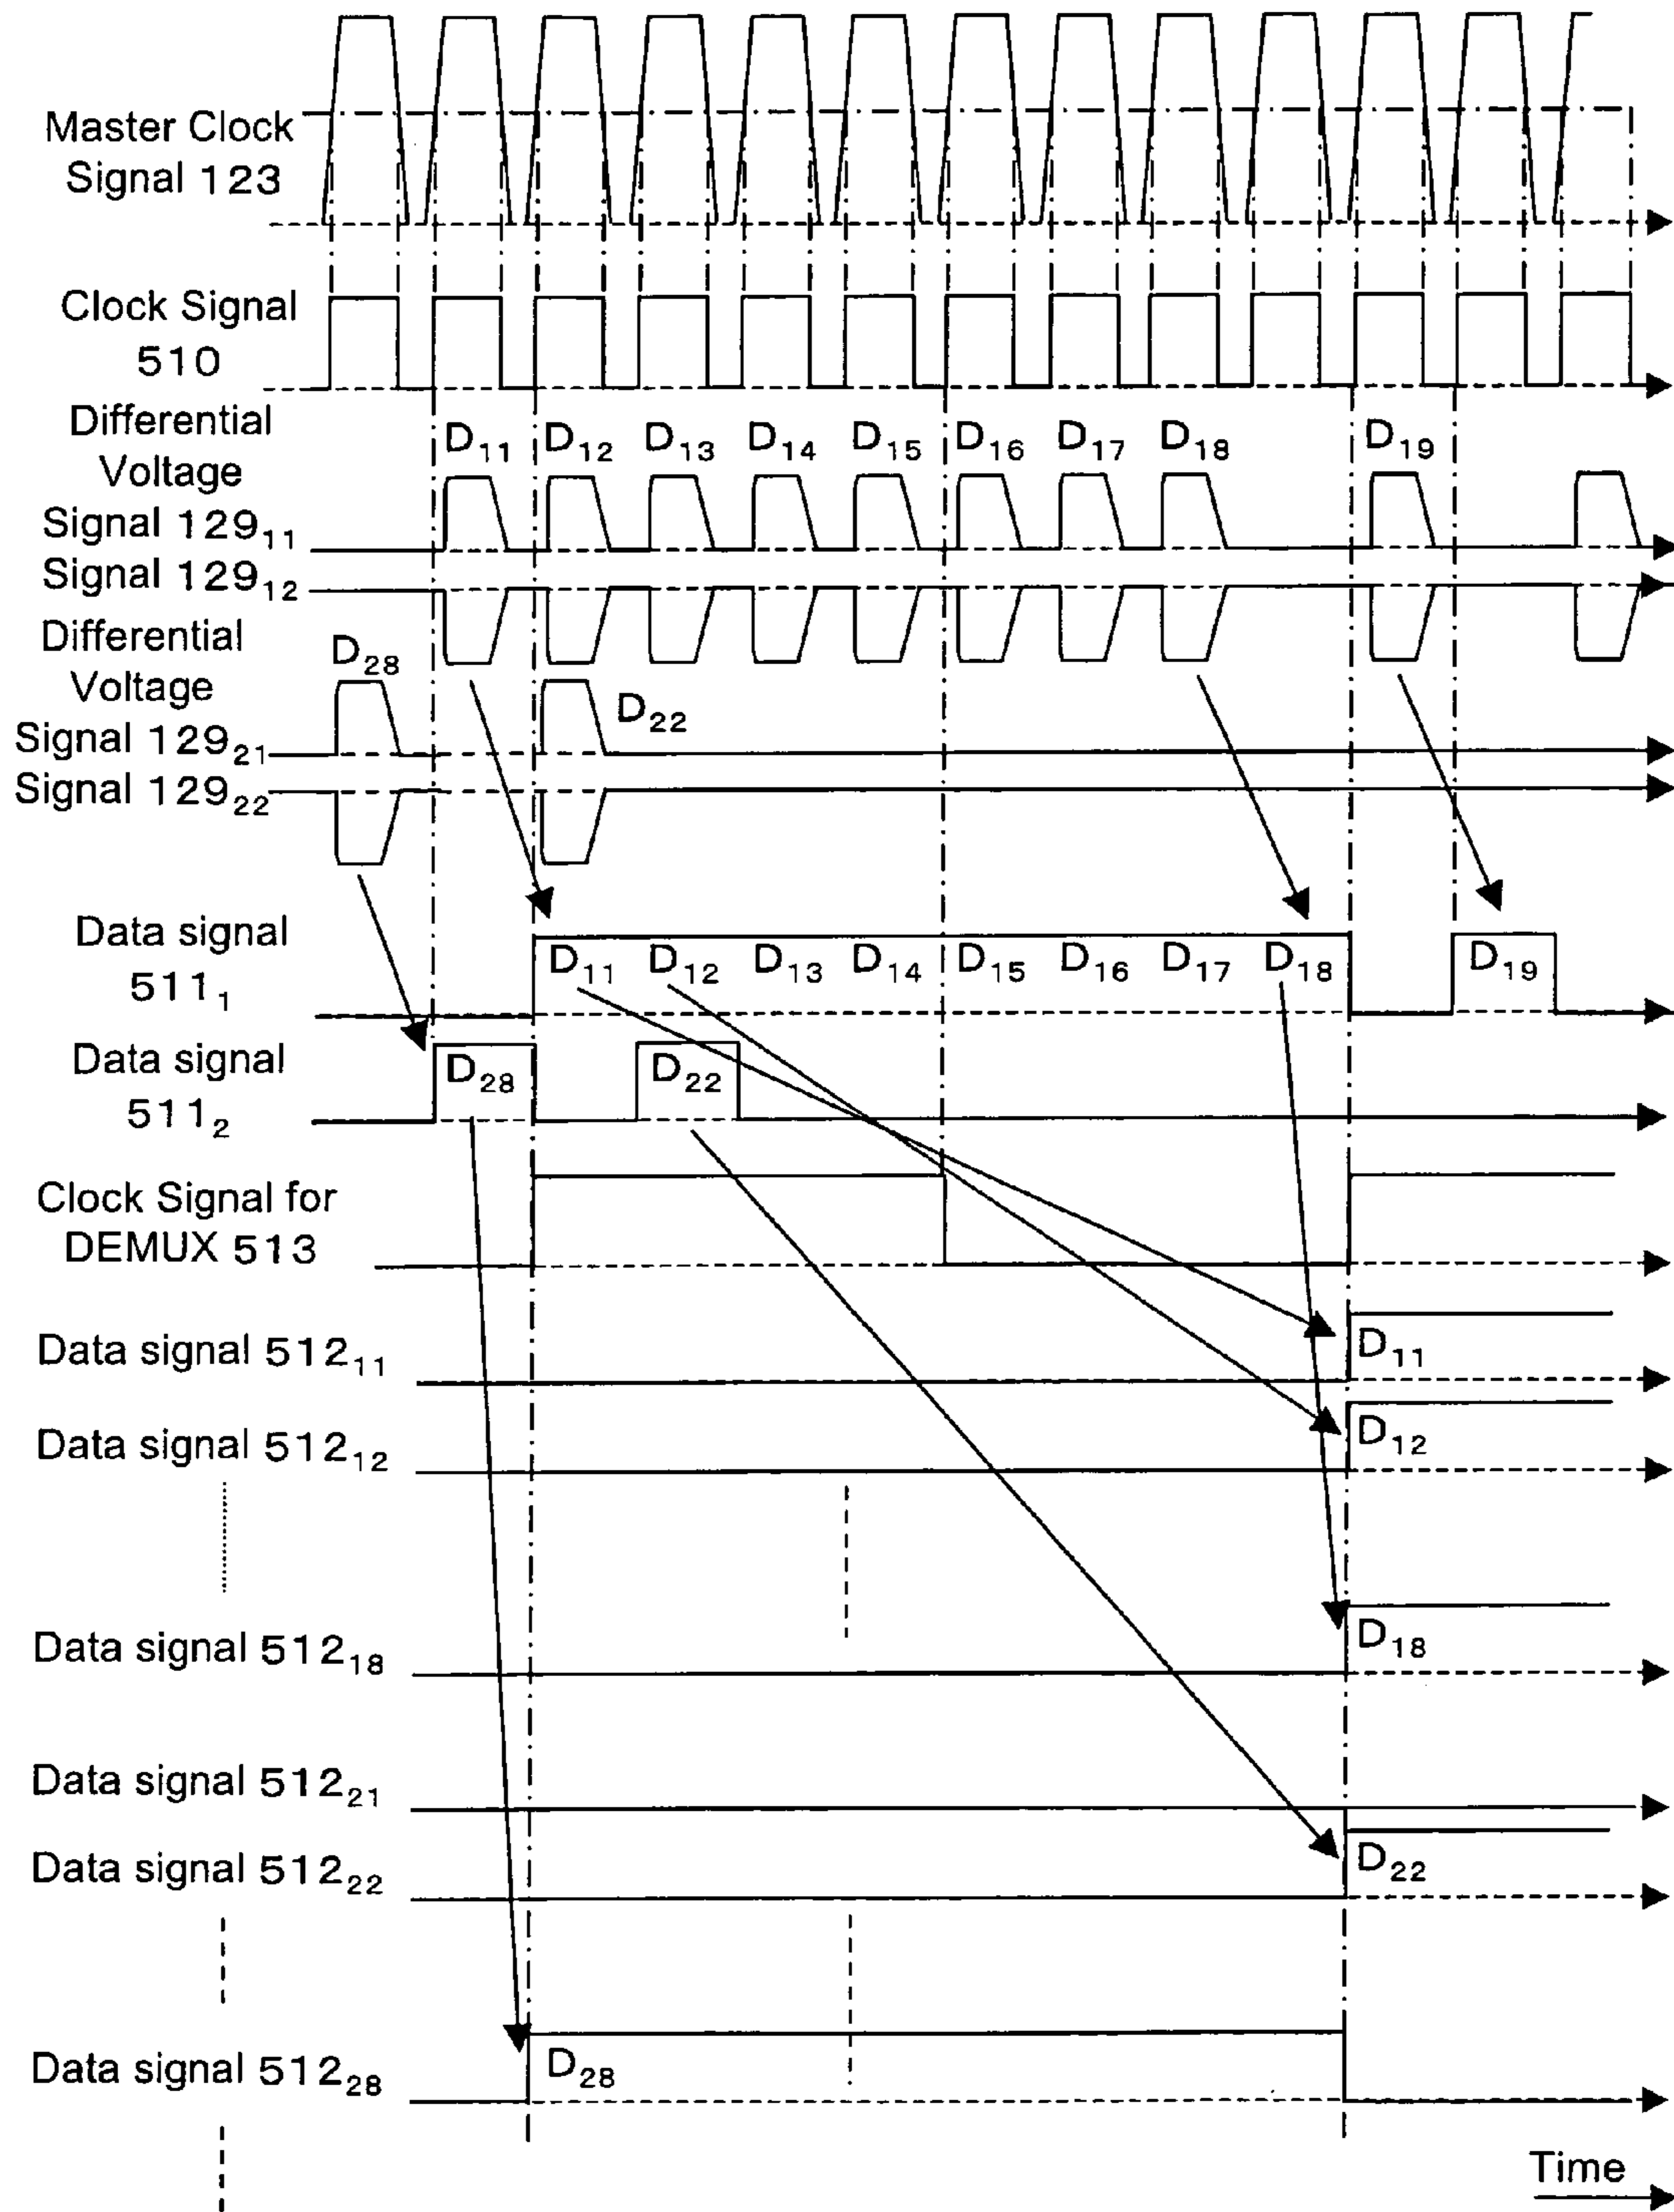 Master Clock
Signal 123
Clock Signal
510
Differential
Voltage
Signal 129₁₁
Signal 129₁₂
D₁₁ D₁₂ D₁₃ D₁₄ D₁₅ D₁₆ D₁₇ D₁₈ D₁₉
Differential
Voltage
Signal 129₂₁
Signal 129₂₂
D₂₈
D₂₂
Data signal
511₁
D₁₁ D₁₂ D₁₃ D₁₄ D₁₅ D₁₆ D₁₇ D₁₈ D₁₉
Data signal
511₂
D₂₈ D₂₂
Clock Signal for
DEMUX 513
Data signal 512₁₁
D₁₁
Data signal 512₁₂
D₁₂
Data signal 512₁₈
D₁₈
Data signal 512₂₁
Data signal 512₂₂
D₂₂
Data signal 512₂₈
D₂₈
Time